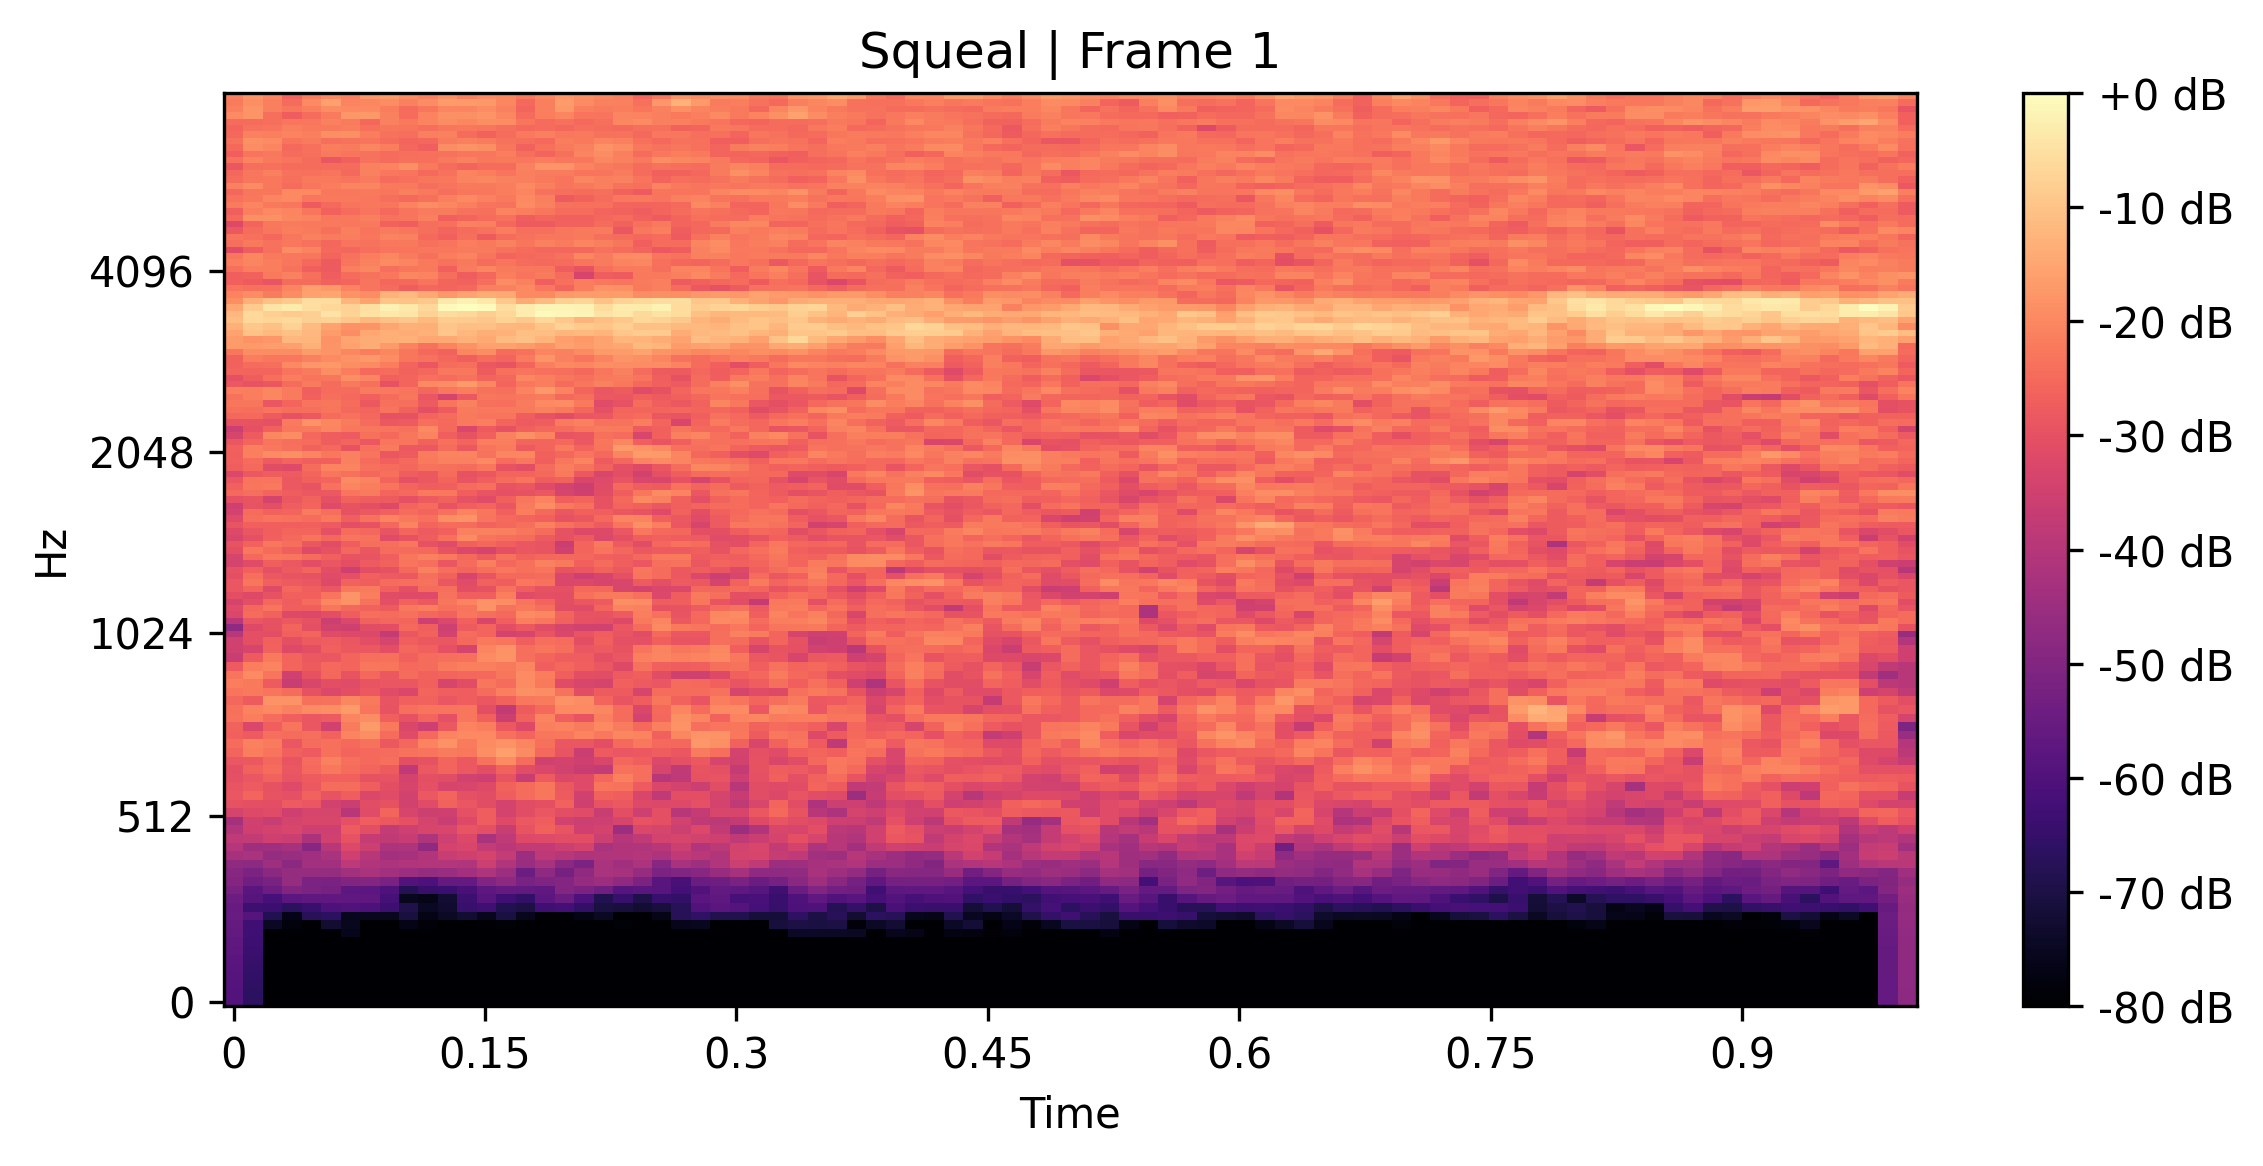 Squeal | Frame 1
Hz
4096
2048
1024
512
0
0 0.15 0.3 0.45 0.6 0.75 0.9
Time
+0 dB
-10 dB
-20 dB
-30 dB
-40 dB
-50 dB
-60 dB
-70 dB
-80 dB